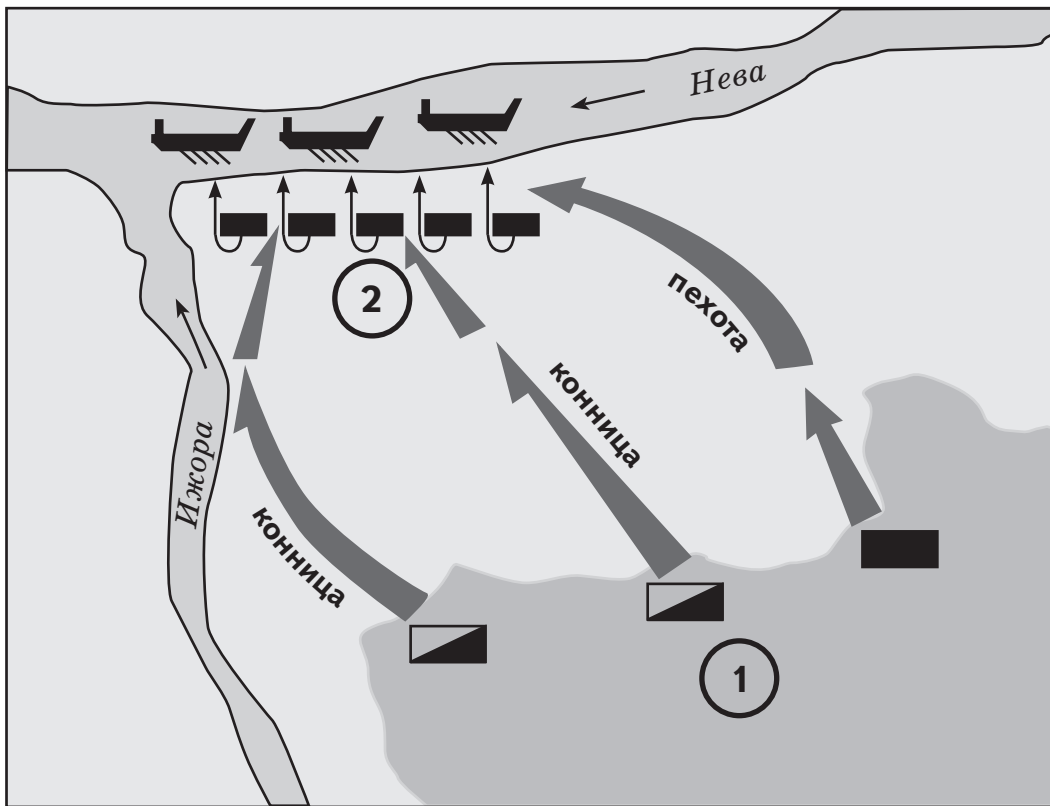 Нева
пехота
2
конница
Ижора
конница
1